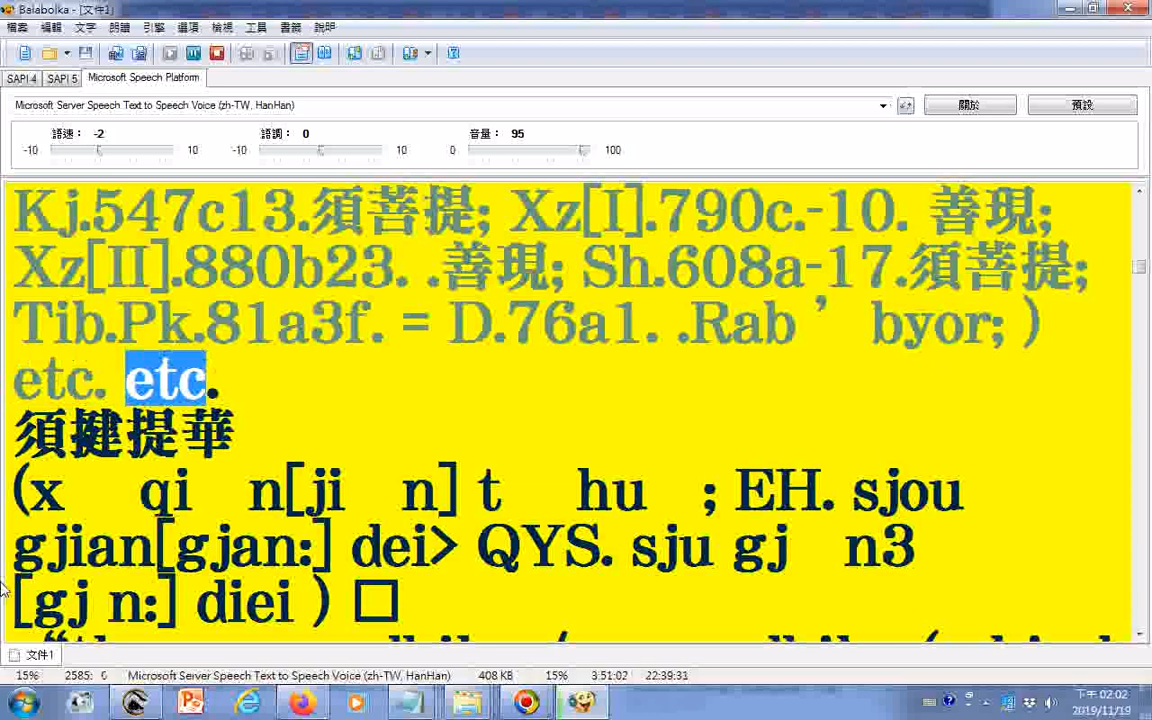 Balabolka - [文件1]
檔案 編輯 文字 朗讀 引擎 選項 檢視 工具 書籤 說明
SAPI 4 SAPI 5 Microsoft Speech Platform
Microsoft Server Speech Text to Speech Voice (zh-TW, HanHan) 關於 預設
語速： -2 語調： 0 音量： 95
-10 10 -10 10 0 100
Kj.547c13.須菩提; Xz[I].790c.-10. 善現;
Xz[II].880b23. .善現; Sh.608a-17.須菩提;
Tib.Pk.81a3f. = D.76a1. .Rab ’ byor; )
etc. etc.
須揵提華
(x qi n[ji n] t hu ; EH. sjou
gjian[gjan:] dei> QYS. sju gj n3
[gj n:] diei ) □
文件1
15% 2585: 6 Microsoft Server Speech Text to Speech Voice (zh-TW, HanHan) 408 KB 15% 3:51:02 22:39:31
下午 02:02
2019/11/19